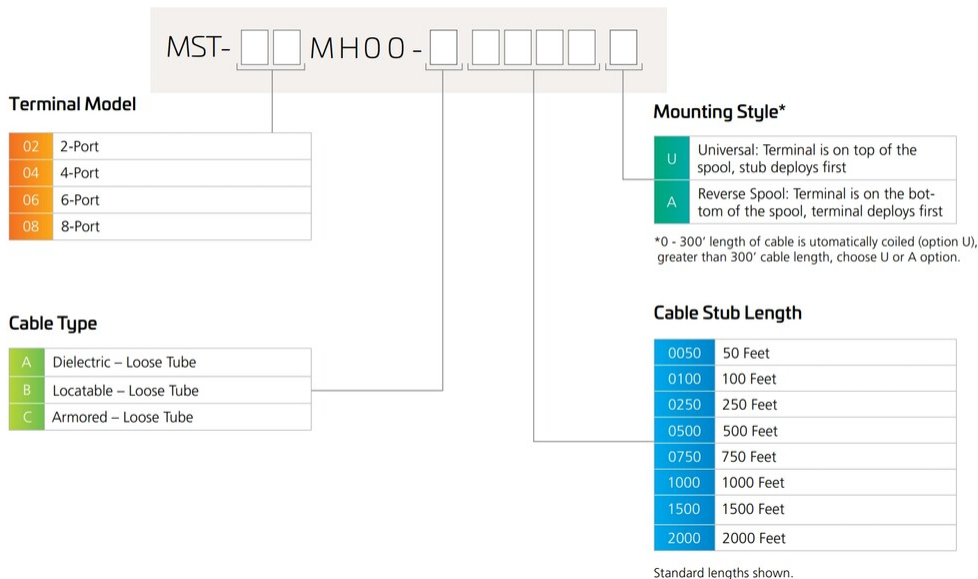 MST- MH00 -
Terminal Model
02 2-Port
04 4-Port
06 6-Port
08 8-Port
Cable Type
A Dielectric – Loose Tube
B Locatable – Loose Tube
C Armored – Loose Tube
Mounting Style*
U Universal: Terminal is on top of the
spool, stub deploys first
A Reverse Spool: Terminal is on the bot-
tom of the spool, terminal deploys first
*0 - 300' length of cable is utomatically coiled (option U),
greater than 300' cable length, choose U or A option.
Cable Stub Length
0050 50 Feet
0100 100 Feet
0250 250 Feet
0500 500 Feet
0750 750 Feet
1000 1000 Feet
1500 1500 Feet
2000 2000 Feet
Standard lengths shown.